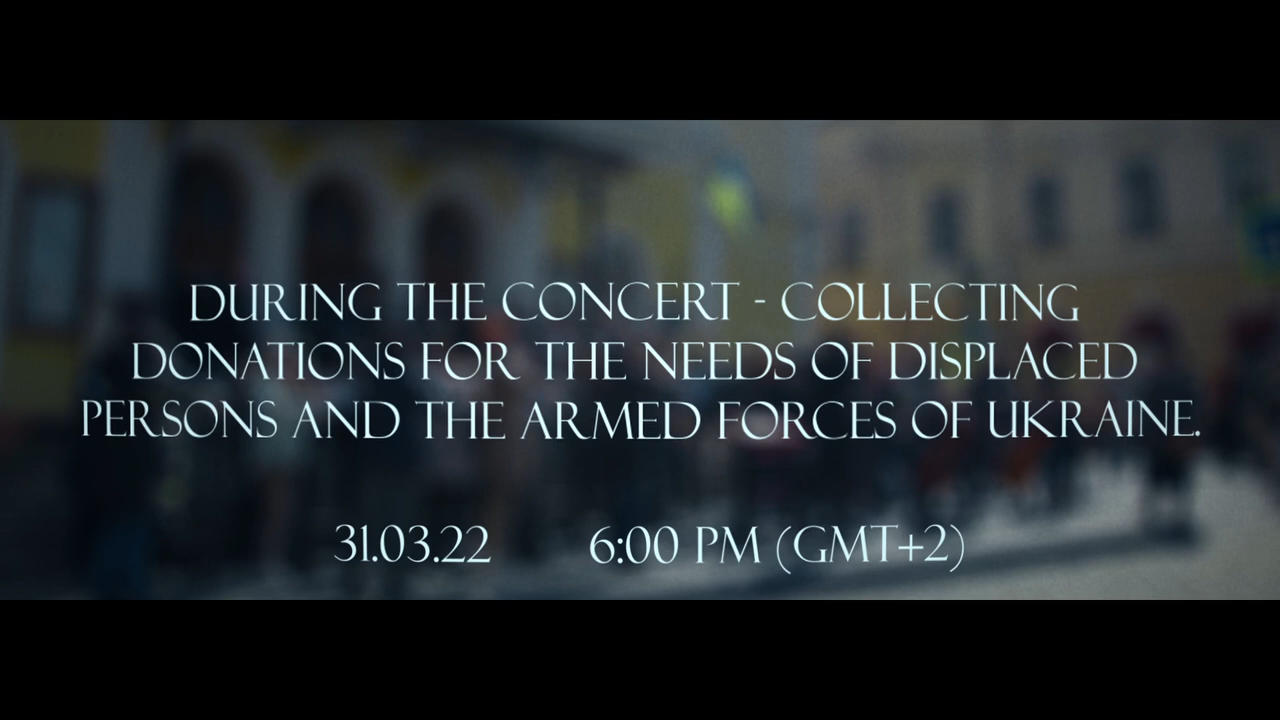 DURING THE CONCERT - COLLECTING
DONATIONS FOR THE NEEDS OF DISPLACED
PERSONS AND THE ARMED FORCES OF UKRAINE.
31.03.22 6:00 PM (GMT+2)